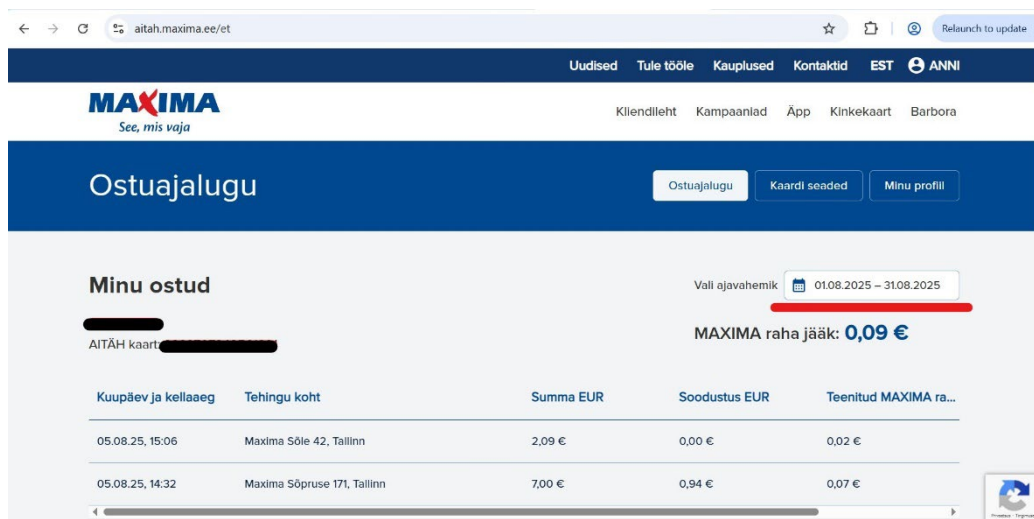 aitah.maxima.ee/et
Relaunch to update
Uudised Tule tööle Kauplused Kontaktid EST ANNI
MAXIMA
See, mis vaja
Kliendileht Kampaaniad Äpp Kinkekaart Barbora
Ostuajalugu
Ostuajalugu Kaardi seaded Minu profiil
Minu ostud
Vali ajavahemik 01.08.2025 – 31.08.2025
MAXIMA raha jääk: 0,09 €
AITÄH kaart:
Kuupäev ja kellaaeg Tehingu koht Summa EUR Soodustus EUR Teenitud MAXIMA ra...
05.08.25, 15:06 Maxima Sõle 42, Tallinn 2,09 € 0,00 € 0,02 €
05.08.25, 14:32 Maxima Sõpruse 171, Tallinn 7,00 € 0,94 € 0,07 €